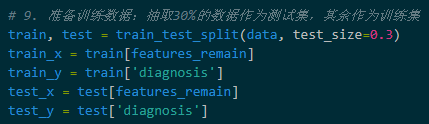 # 9. 准备训练数据：抽取30%的数据作为测试集，其余作为训练集
train, test = train_test_split(data, test_size=0.3)
train_x = train[features_remain]
train_y = train['diagnosis']
test_x = test[features_remain]
test_y = test['diagnosis']